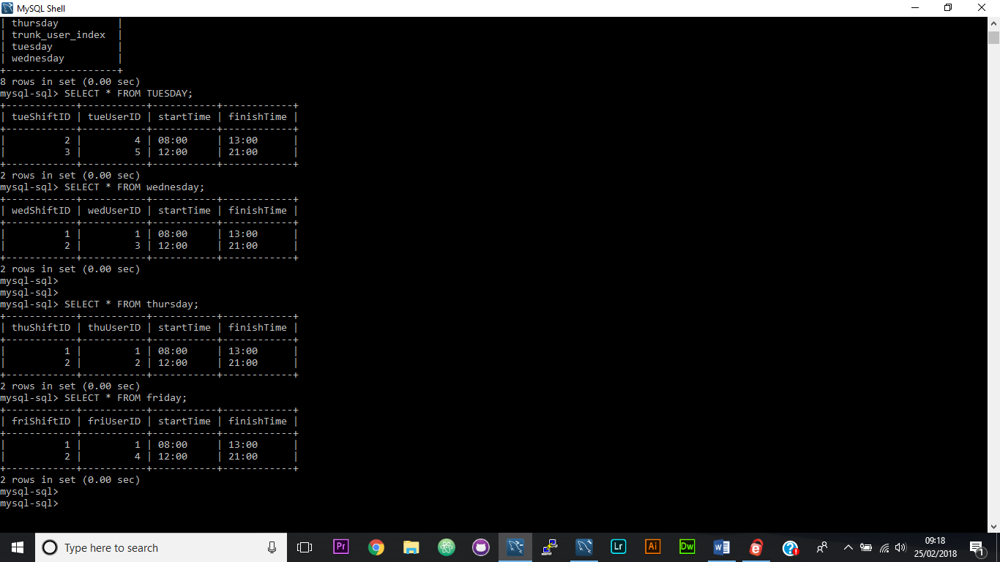 MySQL Shell
| thursday          |
| trunk_user_index  |
| tuesday           |
| wednesday         |
+-------------------+
8 rows in set (0.00 sec)
mysql-sql> SELECT * FROM TUESDAY;
+------------+-----------+-----------+------------+
| tueShiftID | tueUserID | startTime | finishTime |
+------------+-----------+-----------+------------+
|          2 |         4 | 08:00     | 13:00      |
|          3 |         5 | 12:00     | 21:00      |
+------------+-----------+-----------+------------+
2 rows in set (0.00 sec)
mysql-sql> SELECT * FROM wednesday;
+------------+-----------+-----------+------------+
| wedShiftID | wedUserID | startTime | finishTime |
+------------+-----------+-----------+------------+
|          1 |         1 | 08:00     | 13:00      |
|          2 |         3 | 12:00     | 21:00      |
+------------+-----------+-----------+------------+
2 rows in set (0.00 sec)
mysql-sql>
mysql-sql>
mysql-sql> SELECT * FROM thursday;
+------------+-----------+-----------+------------+
| thuShiftID | thuUserID | startTime | finishTime |
+------------+-----------+-----------+------------+
|          1 |         1 | 08:00     | 13:00      |
|          2 |         2 | 12:00     | 21:00      |
+------------+-----------+-----------+------------+
2 rows in set (0.00 sec)
mysql-sql> SELECT * FROM friday;
+------------+-----------+-----------+------------+
| friShiftID | friUserID | startTime | finishTime |
+------------+-----------+-----------+------------+
|          1 |         1 | 08:00     | 13:00      |
|          2 |         4 | 12:00     | 21:00      |
+------------+-----------+-----------+------------+
2 rows in set (0.00 sec)
mysql-sql>
mysql-sql>
Type here to search
Pr
Lr
Ai
Dw
09:18
25/02/2018
1